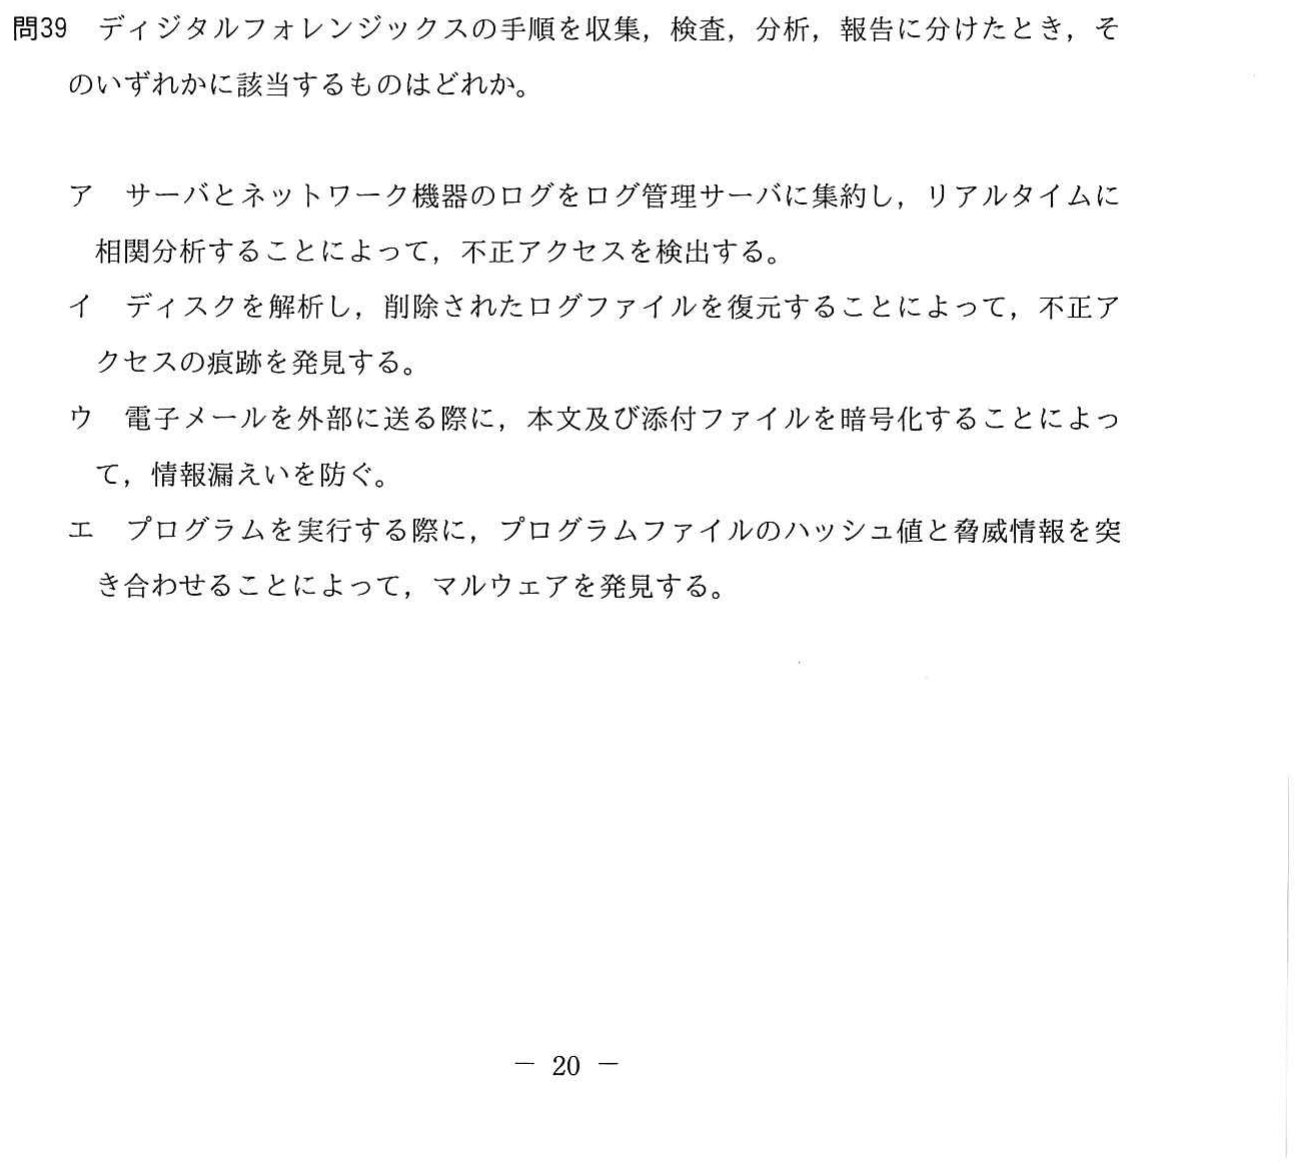 問39　ディジタルフォレンジックスの手順を収集，検査，分析，報告に分けたとき，そ
のいずれかに該当するものはどれか。
ア　サーバとネットワーク機器のログをログ管理サーバに集約し，リアルタイムに
相関分析することによって，不正アクセスを検出する。
イ　ディスクを解析し，削除されたログファイルを復元することによって，不正ア
クセスの痕跡を発見する。
ウ　電子メールを外部に送る際に，本文及び添付ファイルを暗号化することによっ
て，情報漏えいを防ぐ。
エ　プログラムを実行する際に，プログラムファイルのハッシュ値と脅威情報を突
き合わせることによって，マルウェアを発見する。
－ 20 －